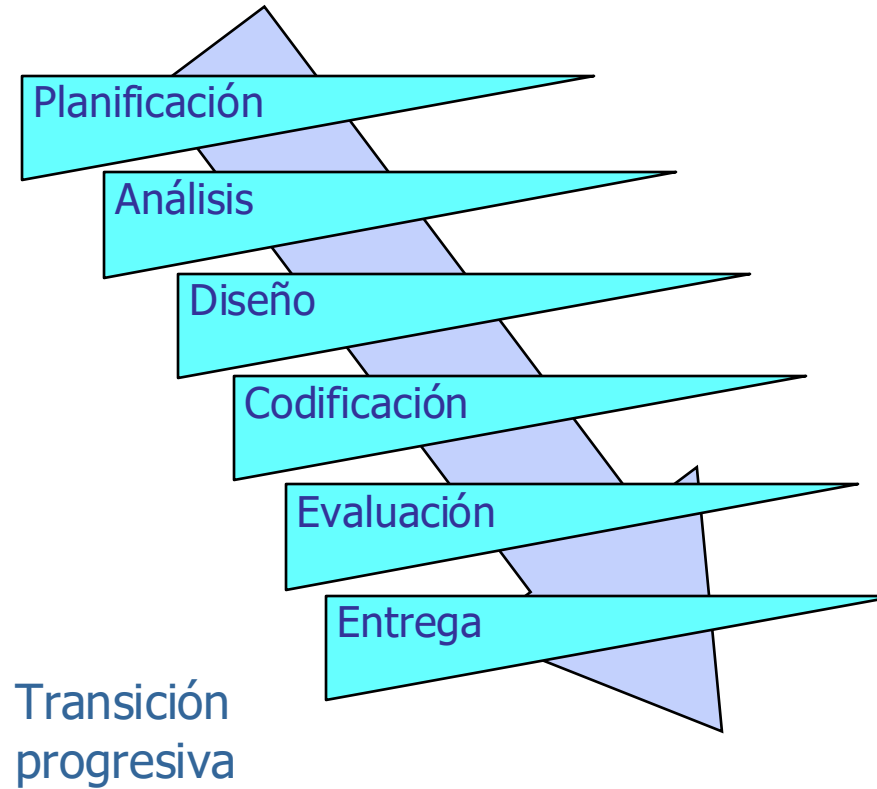 Planificación
Análisis
Diseño
Codificación
Evaluación
Entrega
Transición
progresiva